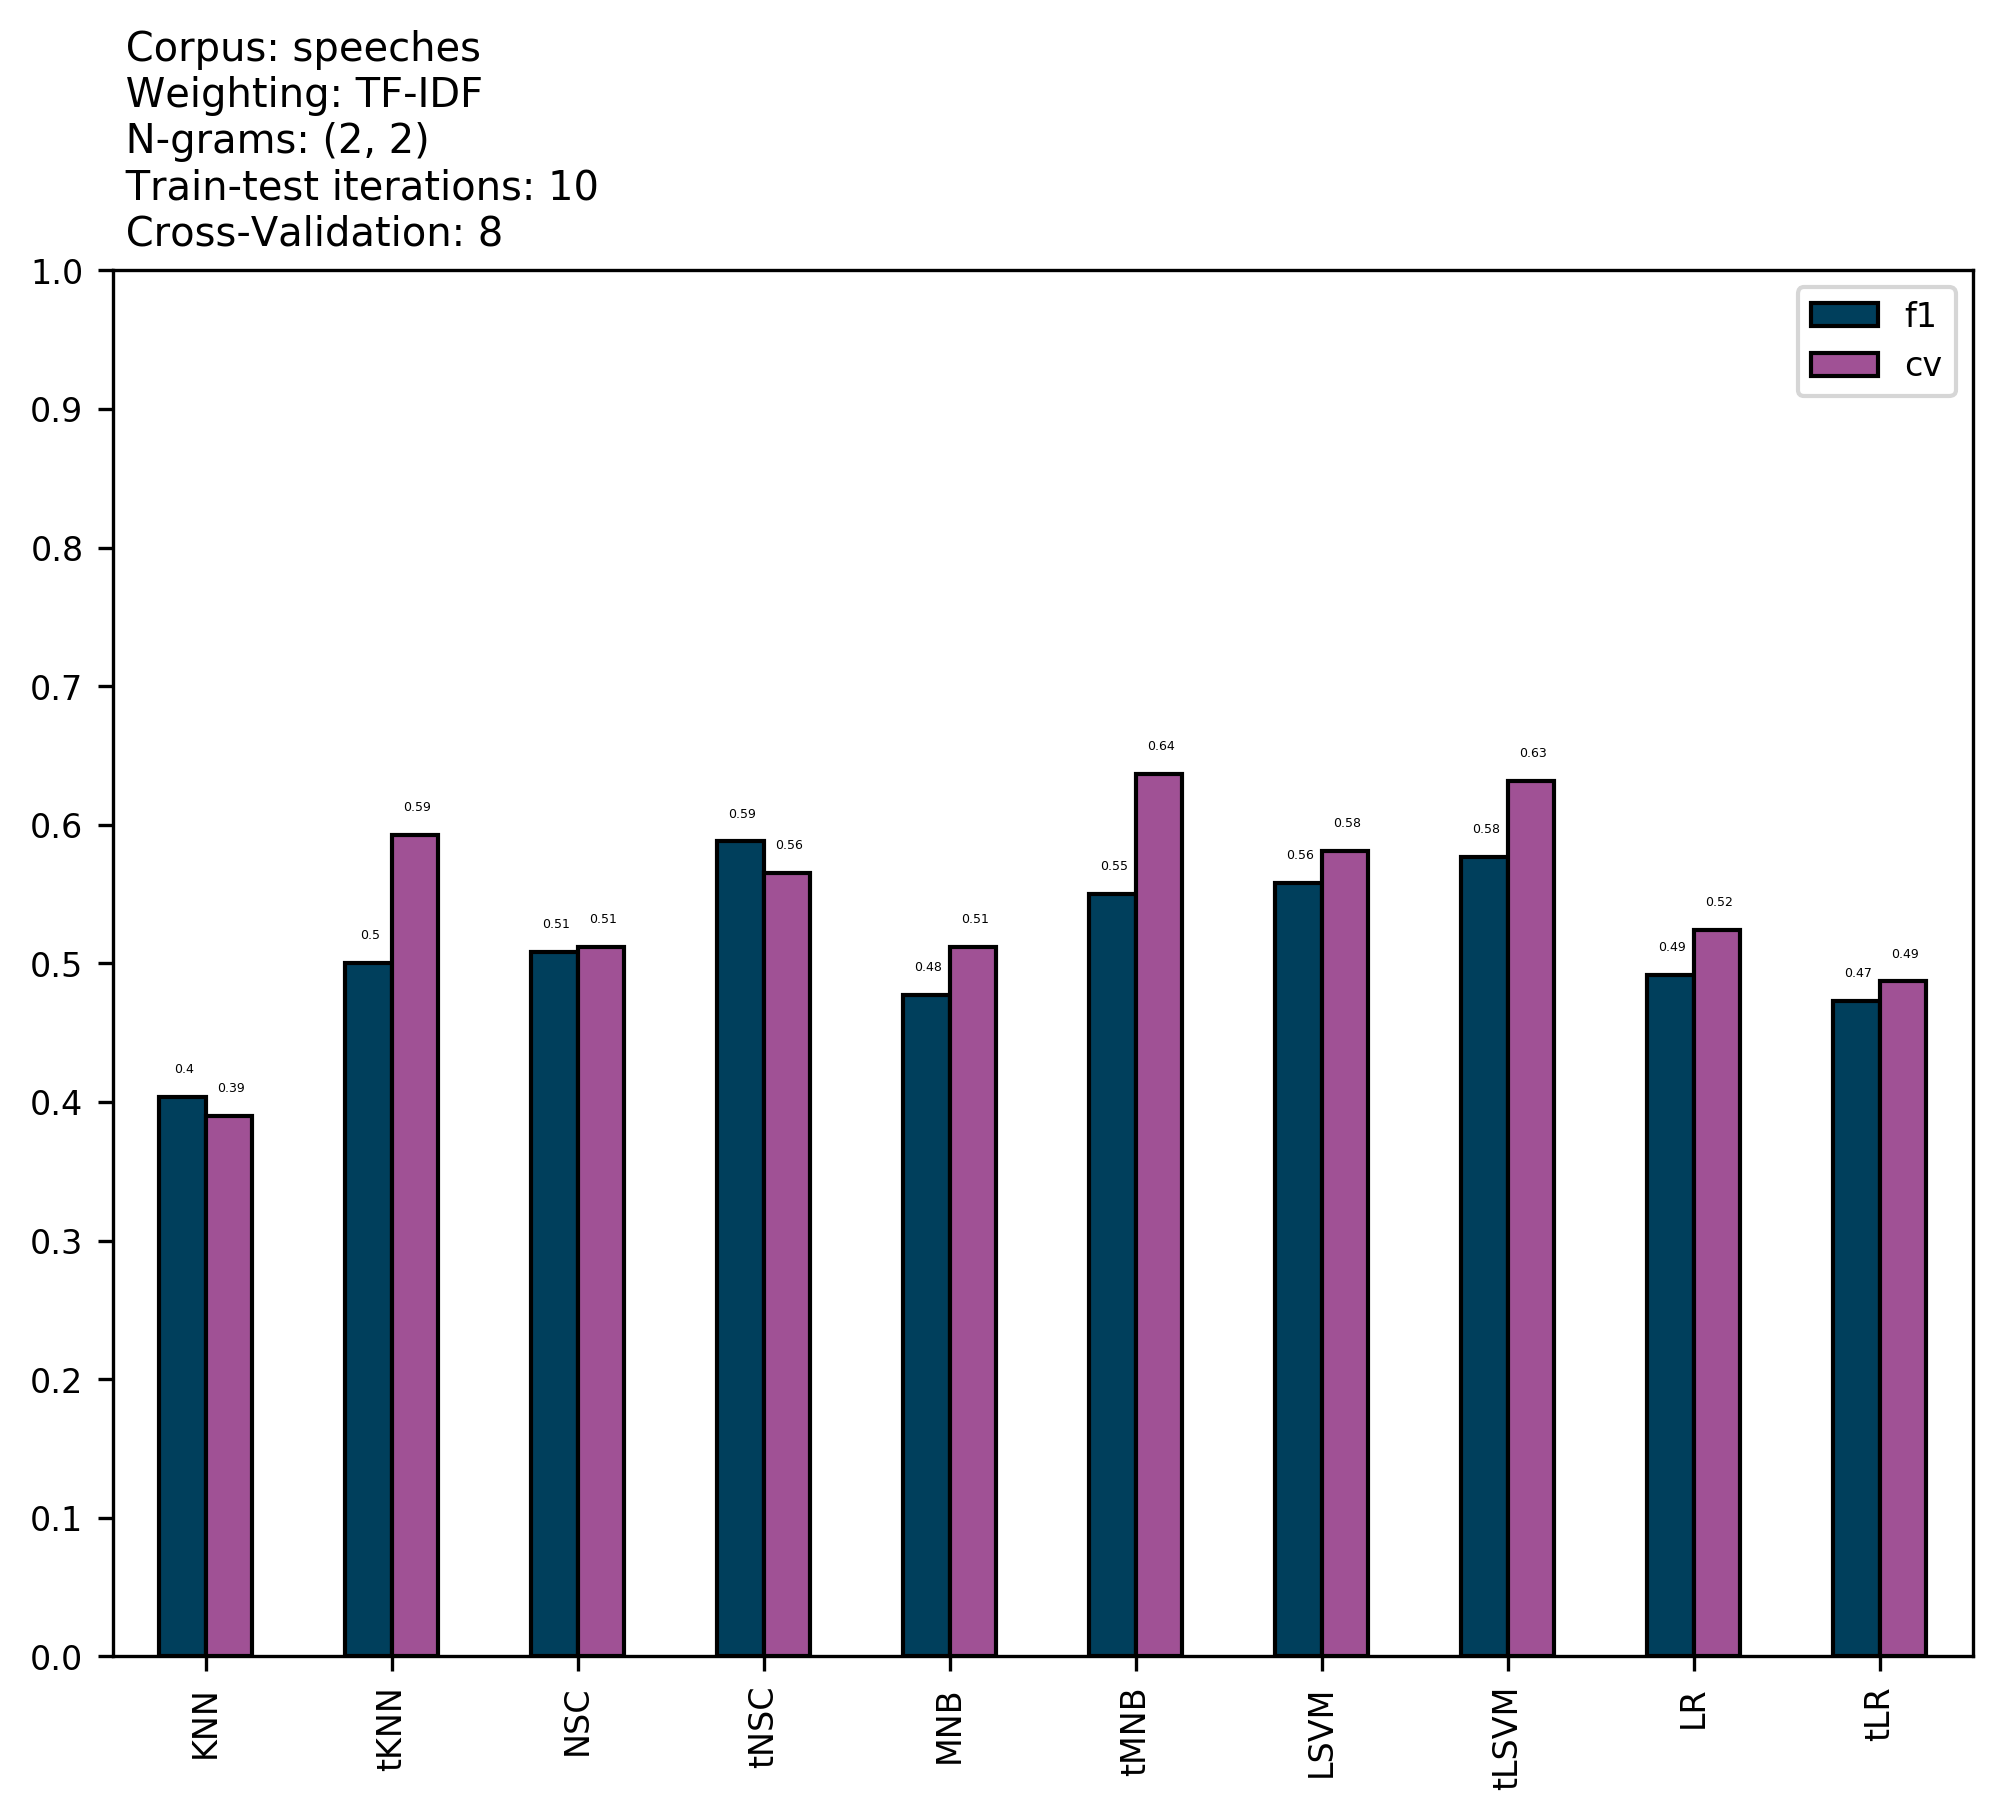 Corpus: speeches
Weighting: TF-IDF
N-grams: (2, 2)
Train-test iterations: 10
Cross-Validation: 8
1.0
0.9
0.8
0.7
0.6
0.5
0.4
0.3
0.2
0.1
0.0
f1
cv
0.4
0.39
0.5
0.59
0.51
0.51
0.59
0.56
0.48
0.51
0.55
0.64
0.56
0.58
0.58
0.63
0.49
0.52
0.47
0.49
KNN
tKNN
NSC
tNSC
MNB
tMNB
LSVM
tLSVM
LR
tLR